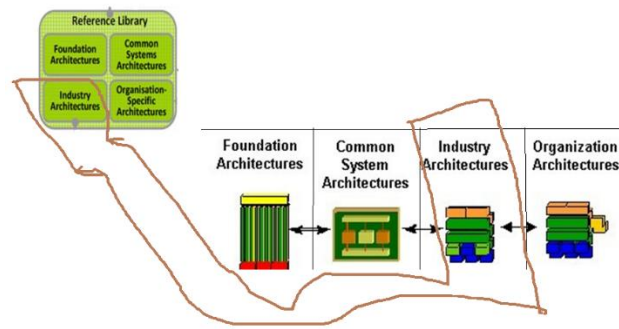 Reference Library
Foundation
Architectures
Common
Systems
Architectures
Industry
Architectures
Organisation-
Specific
Architectures
Foundation
Architectures
Common
System
Architectures
Industry
Architectures
Organization
Architectures